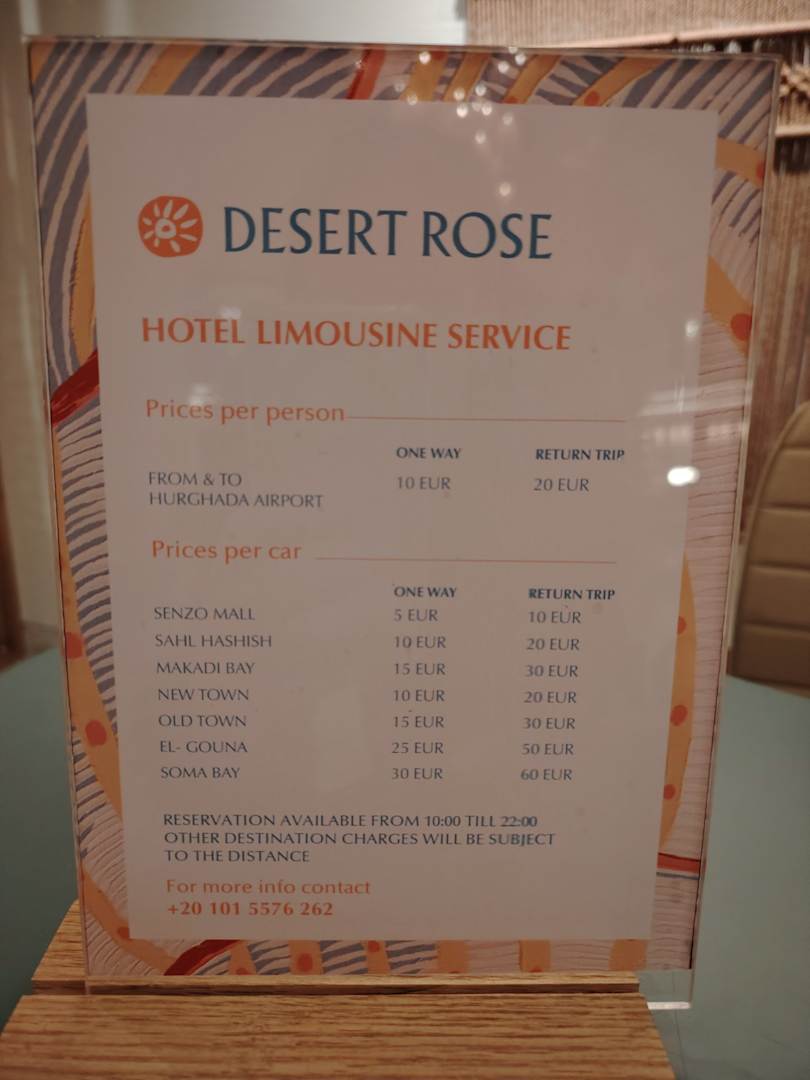 DESERT ROSE
HOTEL LIMOUSINE SERVICE
Prices per person
ONE WAY RETURN TRIP
FROM & TO 10 EUR 20 EUR
HURGHADA AIRPORT
Prices per car
ONE WAY RETURN TRIP
SENZO MALL 5 EUR 10 EUR
SAHL HASHISH 10 EUR 20 EUR
MAKADI BAY 15 EUR 30 EUR
NEW TOWN 10 EUR 20 EUR
OLD TOWN 15 EUR 30 EUR
EL- GOUNA 25 EUR 50 EUR
SOMA BAY 30 EUR 60 EUR
RESERVATION AVAILABLE FROM 10:00 TILL 22:00
OTHER DESTINATION CHARGES WILL BE SUBJECT
TO THE DISTANCE
For more info contact
+20 101 5576 262